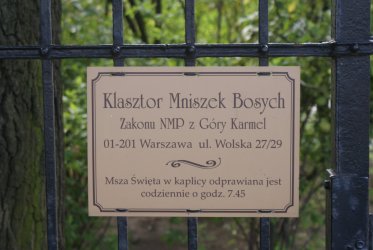 Klasztor Mniszek Bosych
Zakonu NMP z Góry Karmel
01-201 Warszawa ul. Wolska 27/29
Msza Święta w kaplicy odprawiana jest
codziennie o godz. 7.45